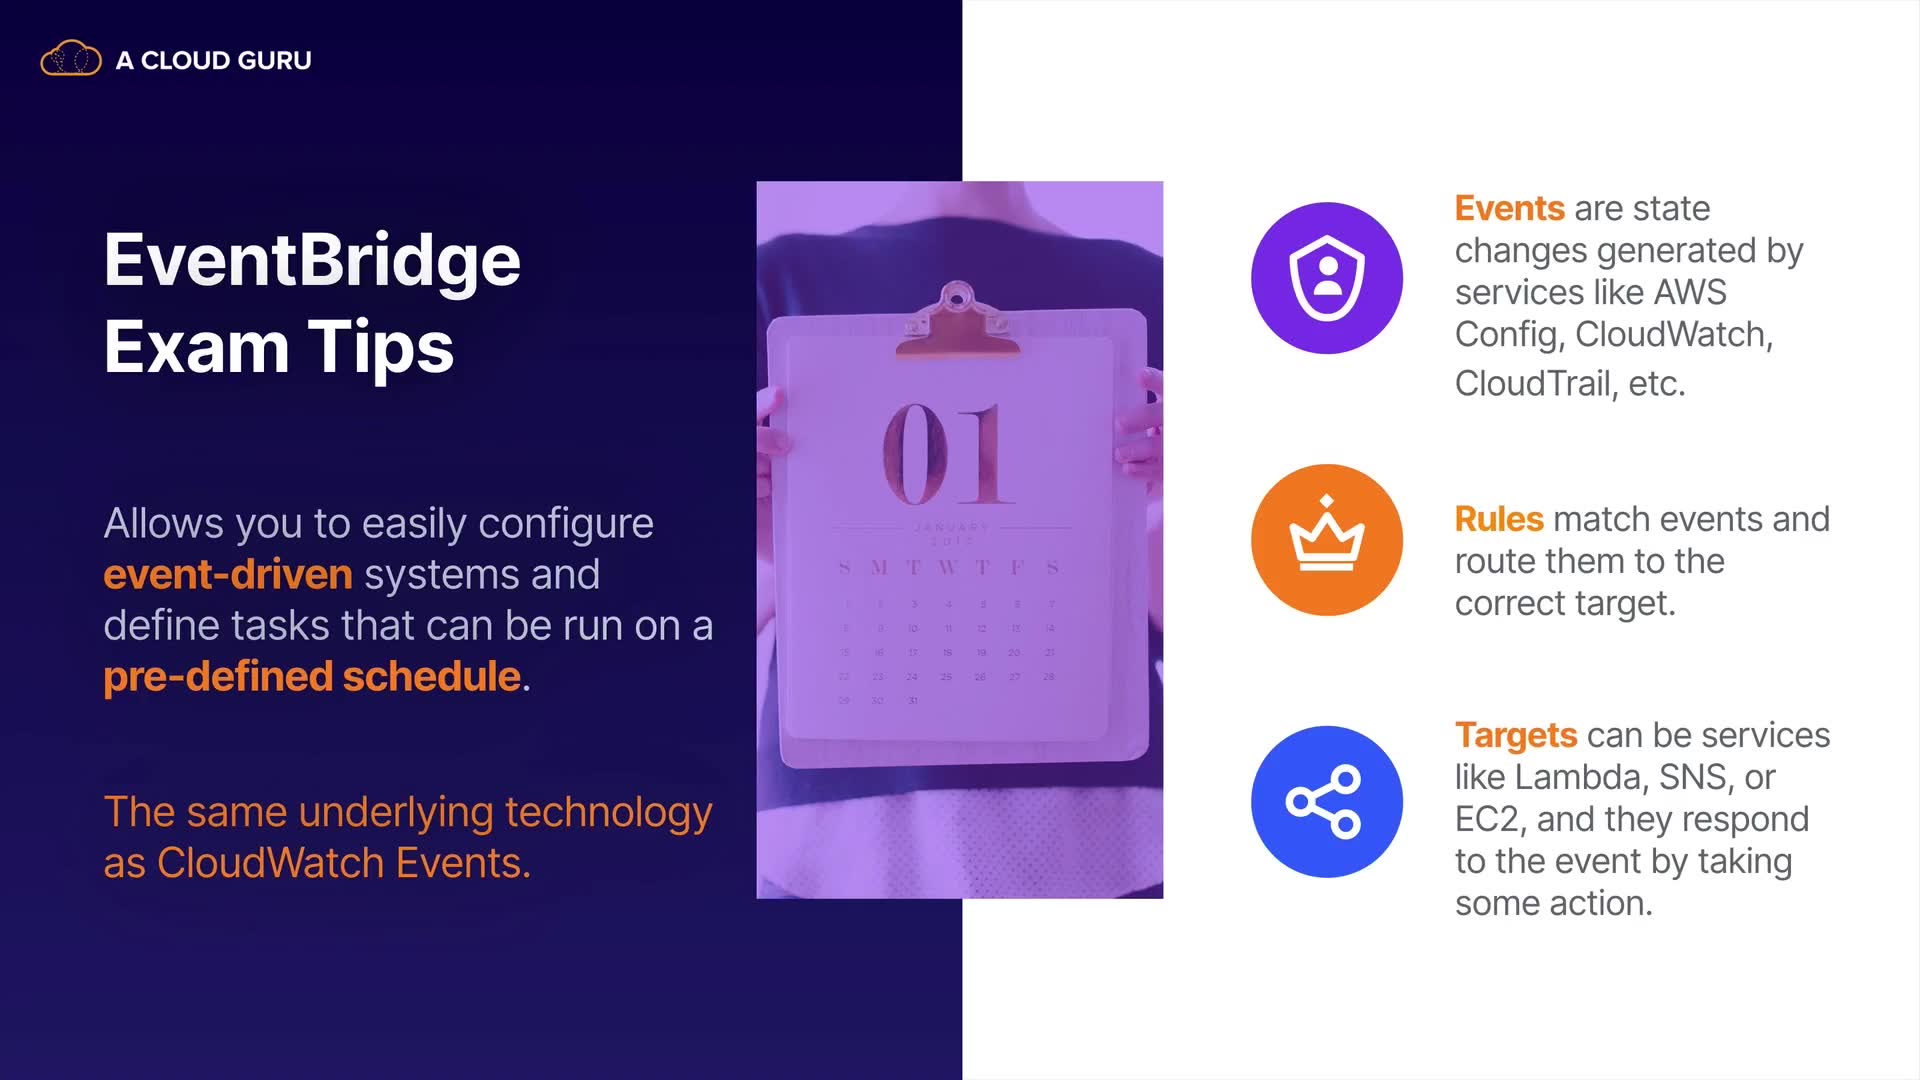 A CLOUD GURU
EventBridge
Exam Tips
Allows you to easily configure
event-driven systems and
define tasks that can be run on a
pre-defined schedule.
The same underlying technology
as CloudWatch Events.
01
JANUARY
S M T W T F S
1 2 3 4 5 6 7
8 9 10 11 12 13 14
15 16 17 18 19 20 21
22 23 24 25 26 27 28
29 30 31
Events are state
changes generated by
services like AWS
Config, CloudWatch,
CloudTrail, etc.
Rules match events and
route them to the
correct target.
Targets can be services
like Lambda, SNS, or
EC2, and they respond
to the event by taking
some action.